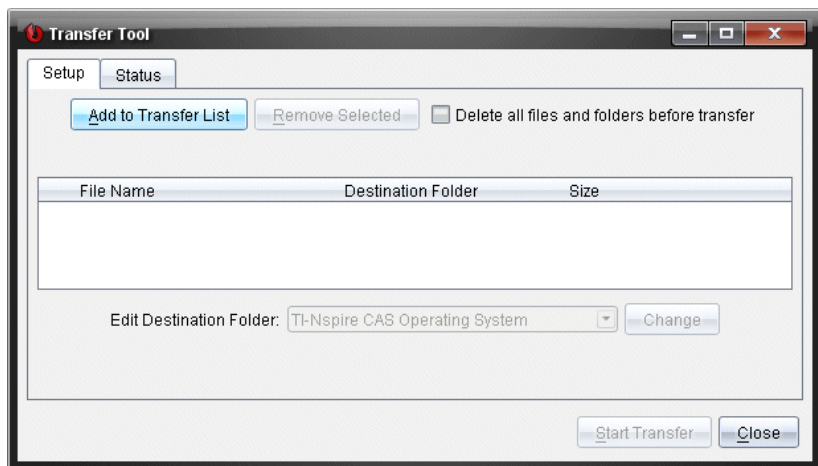 Transfer Tool
Setup
Status
Add to Transfer List
Remove Selected
Delete all files and folders before transfer
File Name
Destination Folder
Size
Edit Destination Folder:
TI-Nspire CAS Operating System
Change
Start Transfer
Close